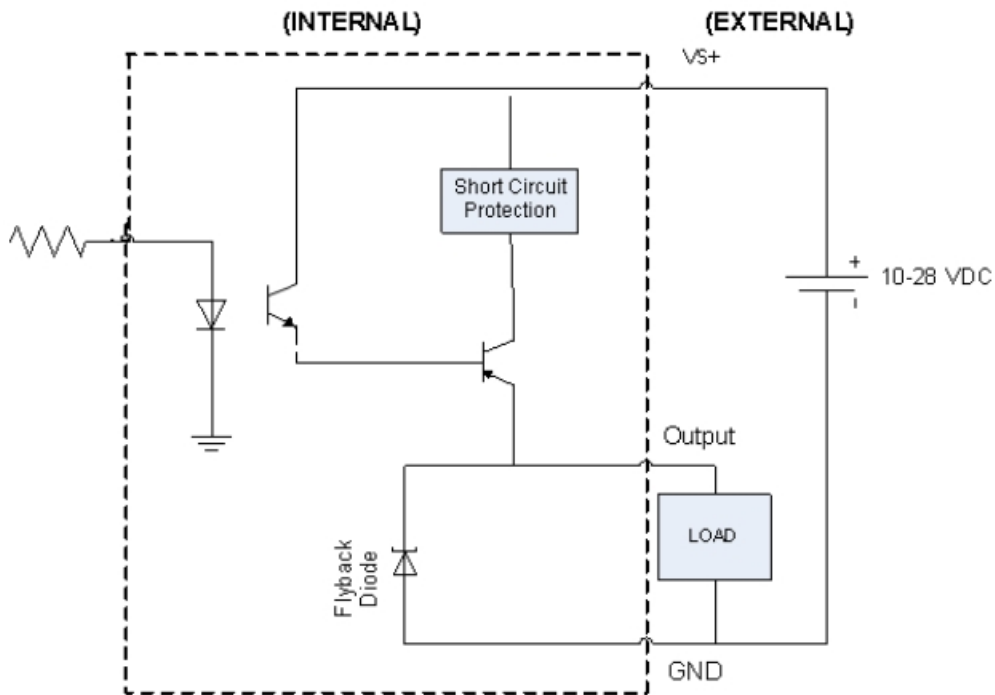 (INTERNAL)
(EXTERNAL)
VS+
Short Circuit
Protection
+
10-28 VDC
-
Output
LOAD
Flyback
Diode
GND